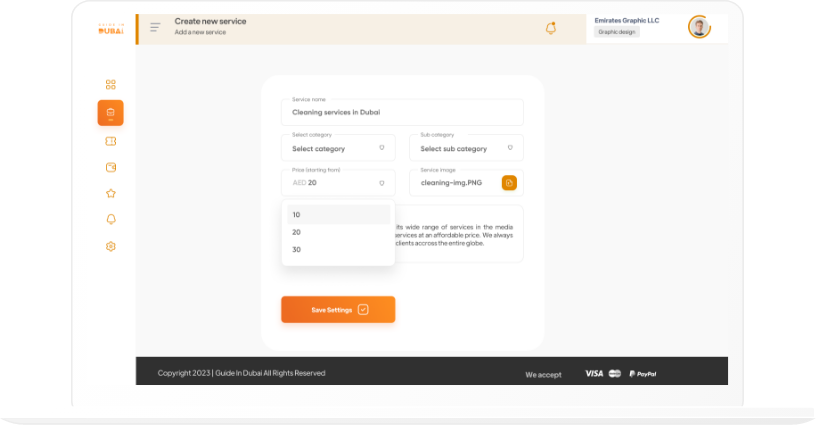 GUIDE IN
DUBAI
Create new service
Add a new service
Emirates Graphic LLC
Graphic design
Service name
Cleaning services in Dubai
Select category
Select category
Sub category
Select sub category
Price (starting from)
AED 20
Service image
cleaning-img.PNG
10
20
30
its wide range of services in the media
services at an affordable price. We always
clients accross the entire globe.
Save Settings
Copyright 2023 | Guide In Dubai All Rights Reserved
We accept
VISA
PayPal